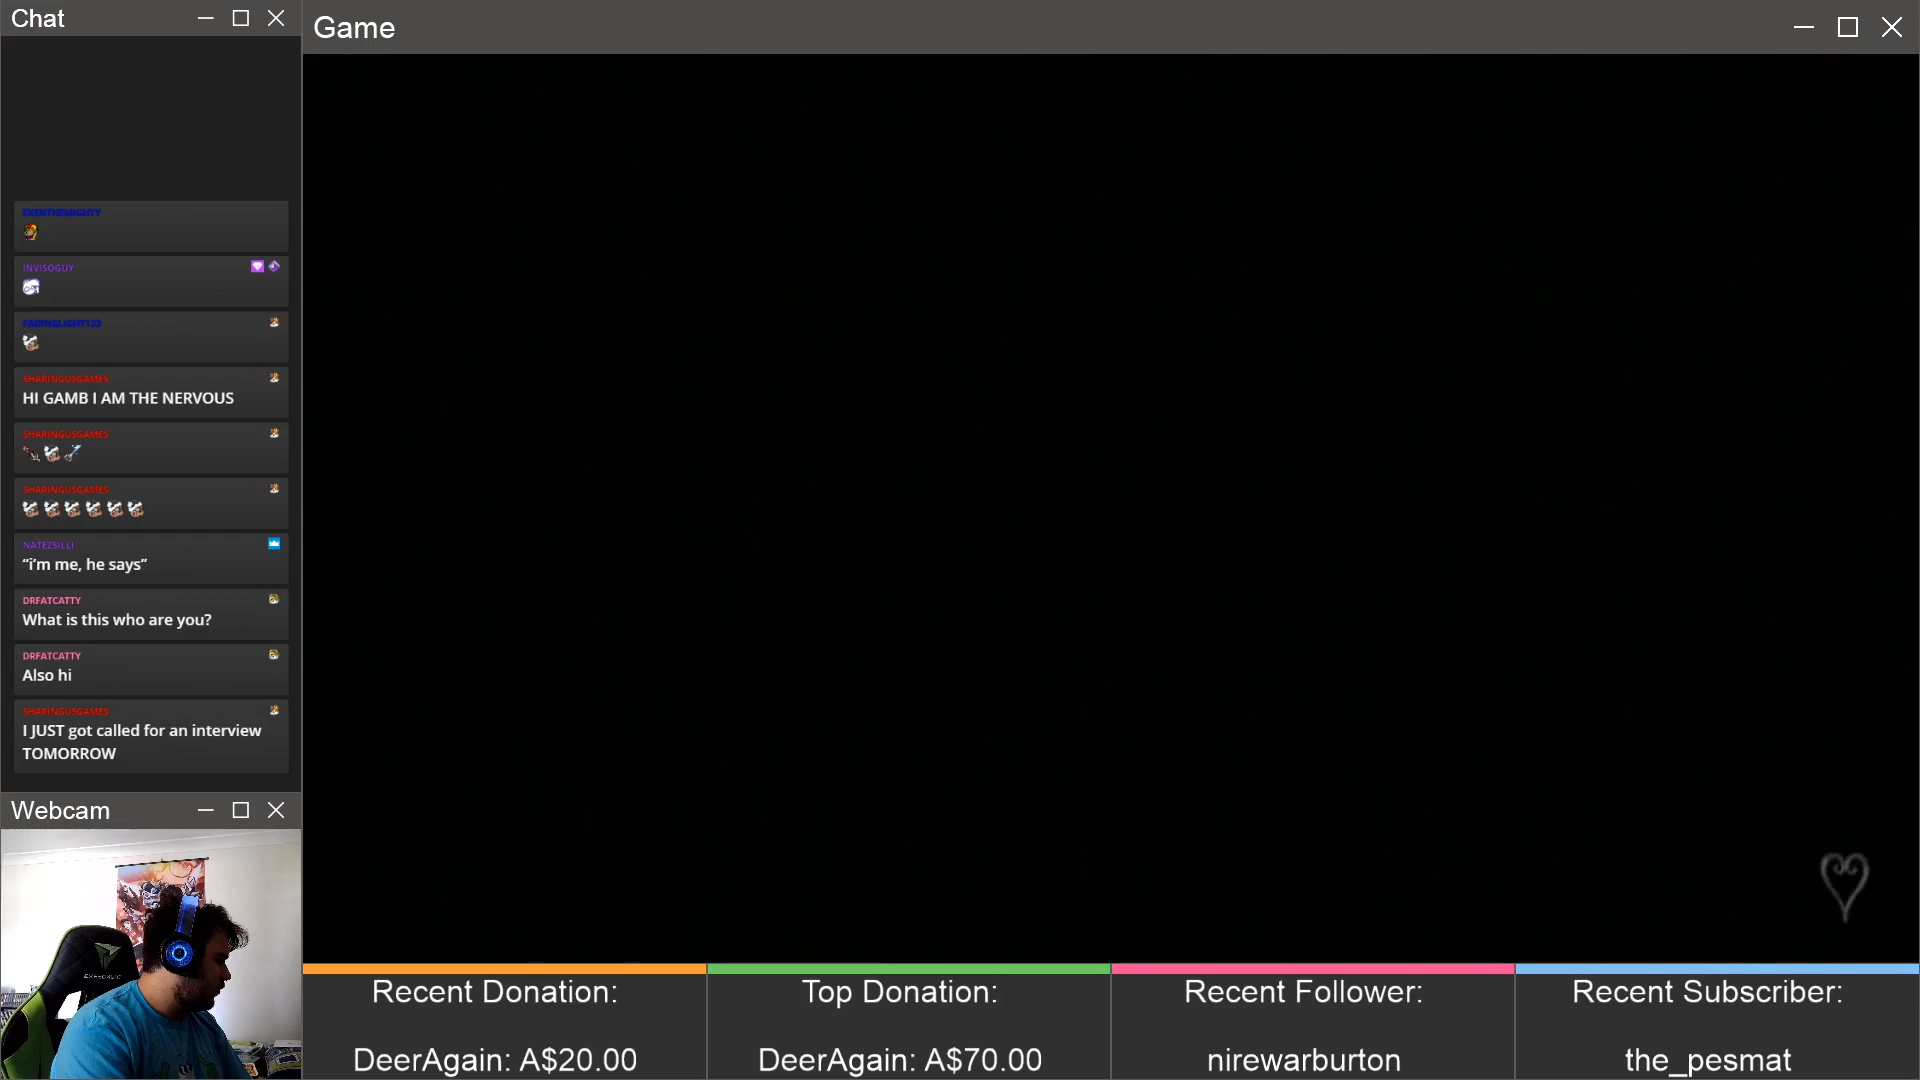 Chat
EXENTHEMIGHTY
INVISOGUY
FADINGLIGHT123
SHARINGUSGAMES
HI GAMB I AM THE NERVOUS
SHARINGUSGAMES
SHARINGUSGAMES
NATEZSILLI
“i’m me, he says”
DRFATCATTY
What is this who are you?
DRFATCATTY
Also hi
SHARINGUSGAMES
I JUST got called for an interview
TOMORROW
Webcam
Game
Recent Donation:
DeerAgain: A$20.00
Top Donation:
DeerAgain: A$70.00
Recent Follower:
nirewarburton
Recent Subscriber:
the_pesmat